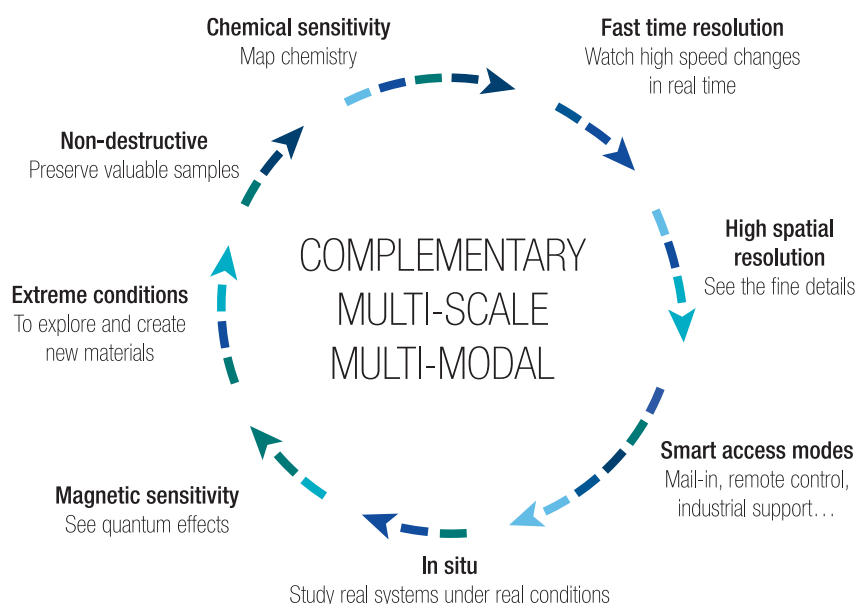 Chemical sensitivity
Map chemistry
Fast time resolution
Watch high speed changes
in real time
Non-destructive
Preserve valuable samples
High spatial
resolution
See the fine details
COMPLEMENTARY
MULTI-SCALE
MULTI-MODAL
Extreme conditions
To explore and create
new materials
Smart access modes
Mail-in, remote control,
industrial support…
Magnetic sensitivity
See quantum effects
In situ
Study real systems under real conditions